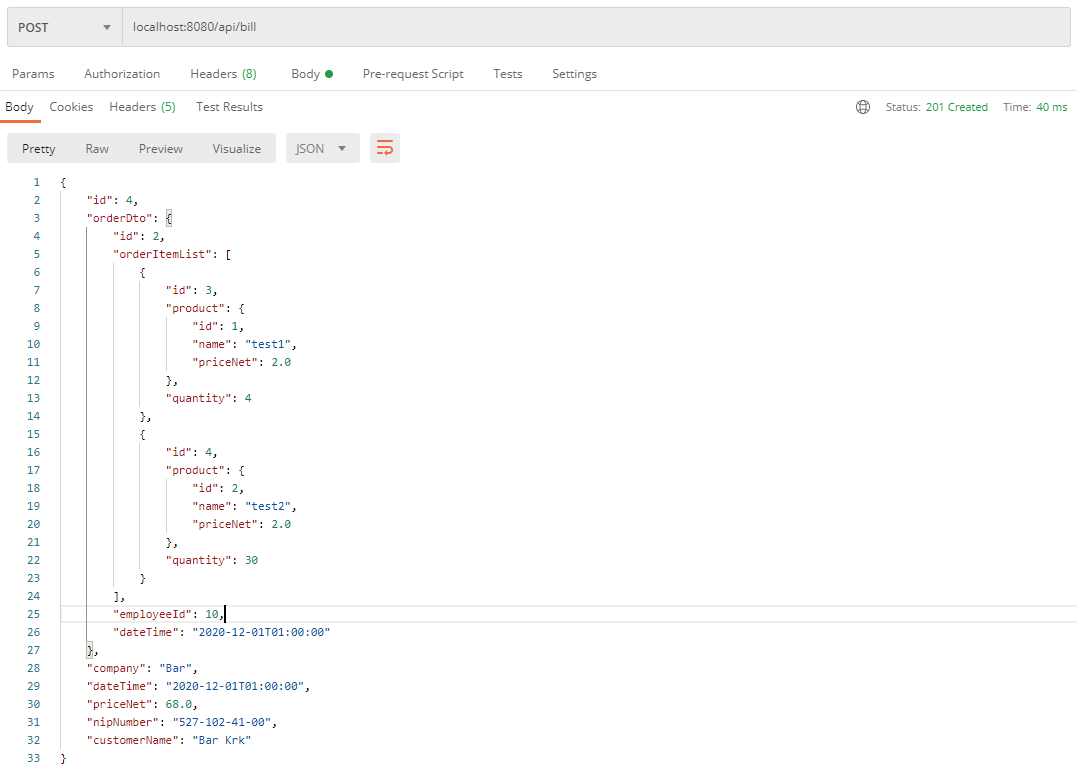 POST localhost:8080/api/bill
Params Authorization Headers (8) Body Pre-request Script Tests Settings
Body Cookies Headers (5) Test Results Status: 201 Created Time: 40 ms
Pretty Raw Preview Visualize JSON
1 {
2 "id": 4,
3 "orderDto": {
4 "id": 2,
5 "orderItemList": [
6 {
7 "id": 3,
8 "product": {
9 "id": 1,
10 "name": "test1",
11 "priceNet": 2.0
12 },
13 "quantity": 4
14 },
15 {
16 "id": 4,
17 "product": {
18 "id": 2,
19 "name": "test2",
20 "priceNet": 2.0
21 },
22 "quantity": 30
23 }
24 ],
25 "employeeId": 10,
26 "dateTime": "2020-12-01T01:00:00"
27 },
28 "company": "Bar",
29 "dateTime": "2020-12-01T01:00:00",
30 "priceNet": 68.0,
31 "nipNumber": "527-102-41-00",
32 "customerName": "Bar Krk"
33 }